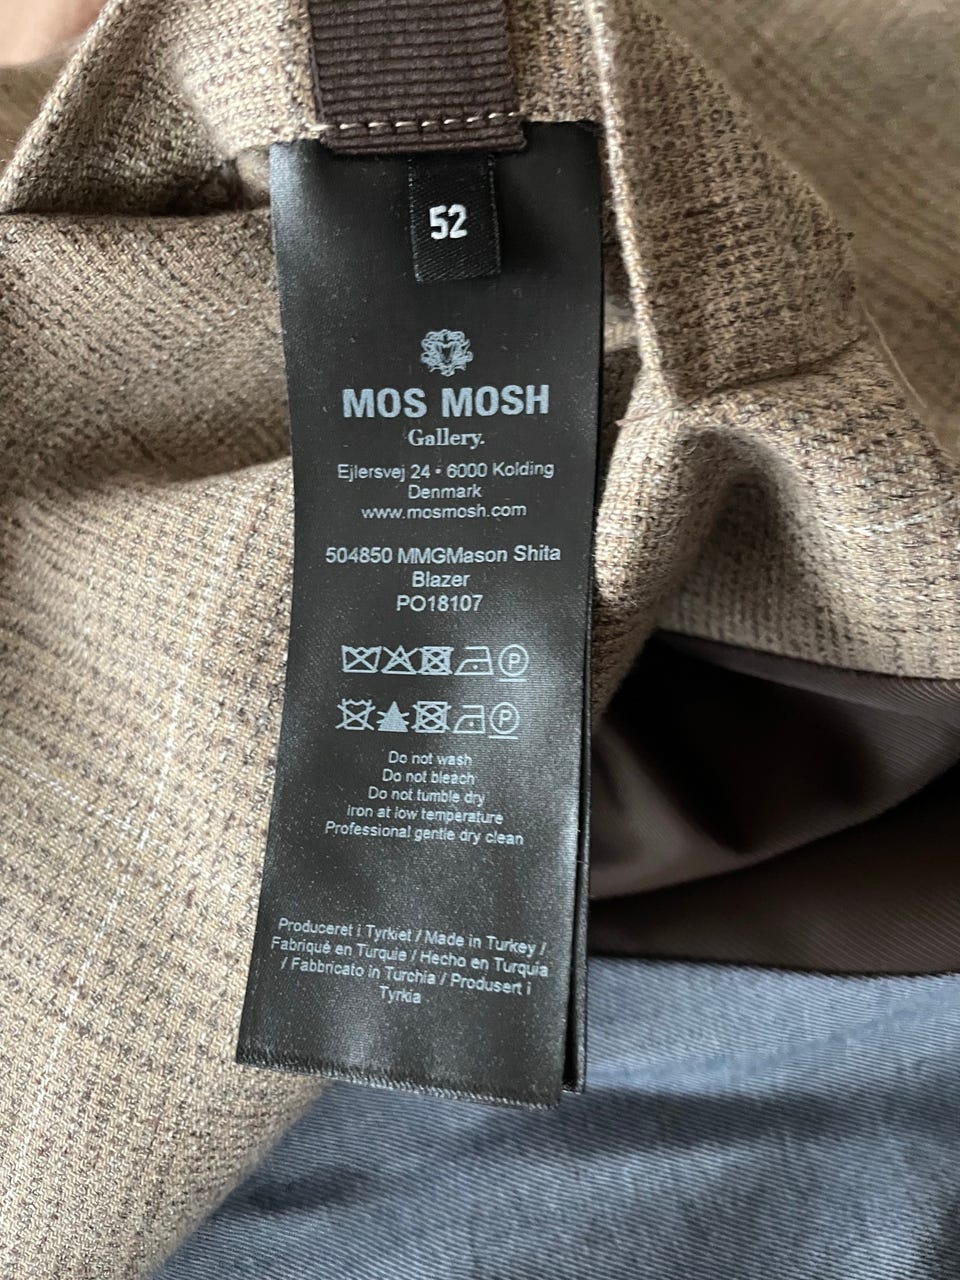 52
MOS MOSH
Gallery.
Ejlersvej 24 • 6000 Kolding
Denmark
www.mosmosh.com
504850 MMGMason Shita
Blazer
PO18107
P
P
Do not wash
Do not bleach
Do not tumble dry
Iron at low temperature
Professional gentle dry clean
Produceret i Tyrkiet / Made in Turkey /
Fabriqué en Turquie / Hecho en Turquia
/ Fabbricato in Turchia / Produsert i
Tyrkia